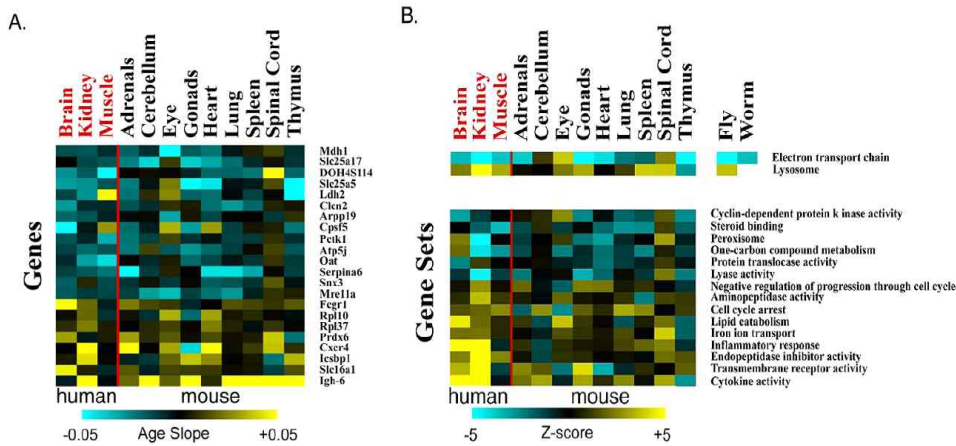 A.
Brain
Kidney
Muscle
Adrenals
Cerebellum
Eye
Gonads
Heart
Lung
Spleen
Spinal Cord
Thymus
Genes
Mdh1
Slc25a17
DOH4S114
Slc25a5
Ldh2
Clcn2
Arpp19
Cpsf5
Pctk1
Atp5j
Oat
Serpina6
Snx3
Mre11a
Fcgr1
Rpl10
Rpl37
Prdx6
Cxcr4
Icsbp1
Slc16a1
Igh-6
human
mouse
-0.05
Age Slope
+0.05
B.
Brain
Kidney
Muscle
Adrenals
Cerebellum
Eye
Gonads
Heart
Lung
Spleen
Spinal Cord
Thymus
Fly
Worm
Electron transport chain
Lysosome
Gene Sets
Cyclin-dependent protein k inase activity
Steroid binding
Peroxisome
One-carbon compound metabolism
Protein translocase activity
Lyase activity
Negative regulation of progression through cell cycle
Aminopeptidase activity
Cell cycle arrest
Lipid catabolism
Iron ion transport
Inflammatory response
Endopeptidase inhibitor activity
Transmembrane receptor activity
Cytokine activity
human
mouse
-5
Z-score
+5